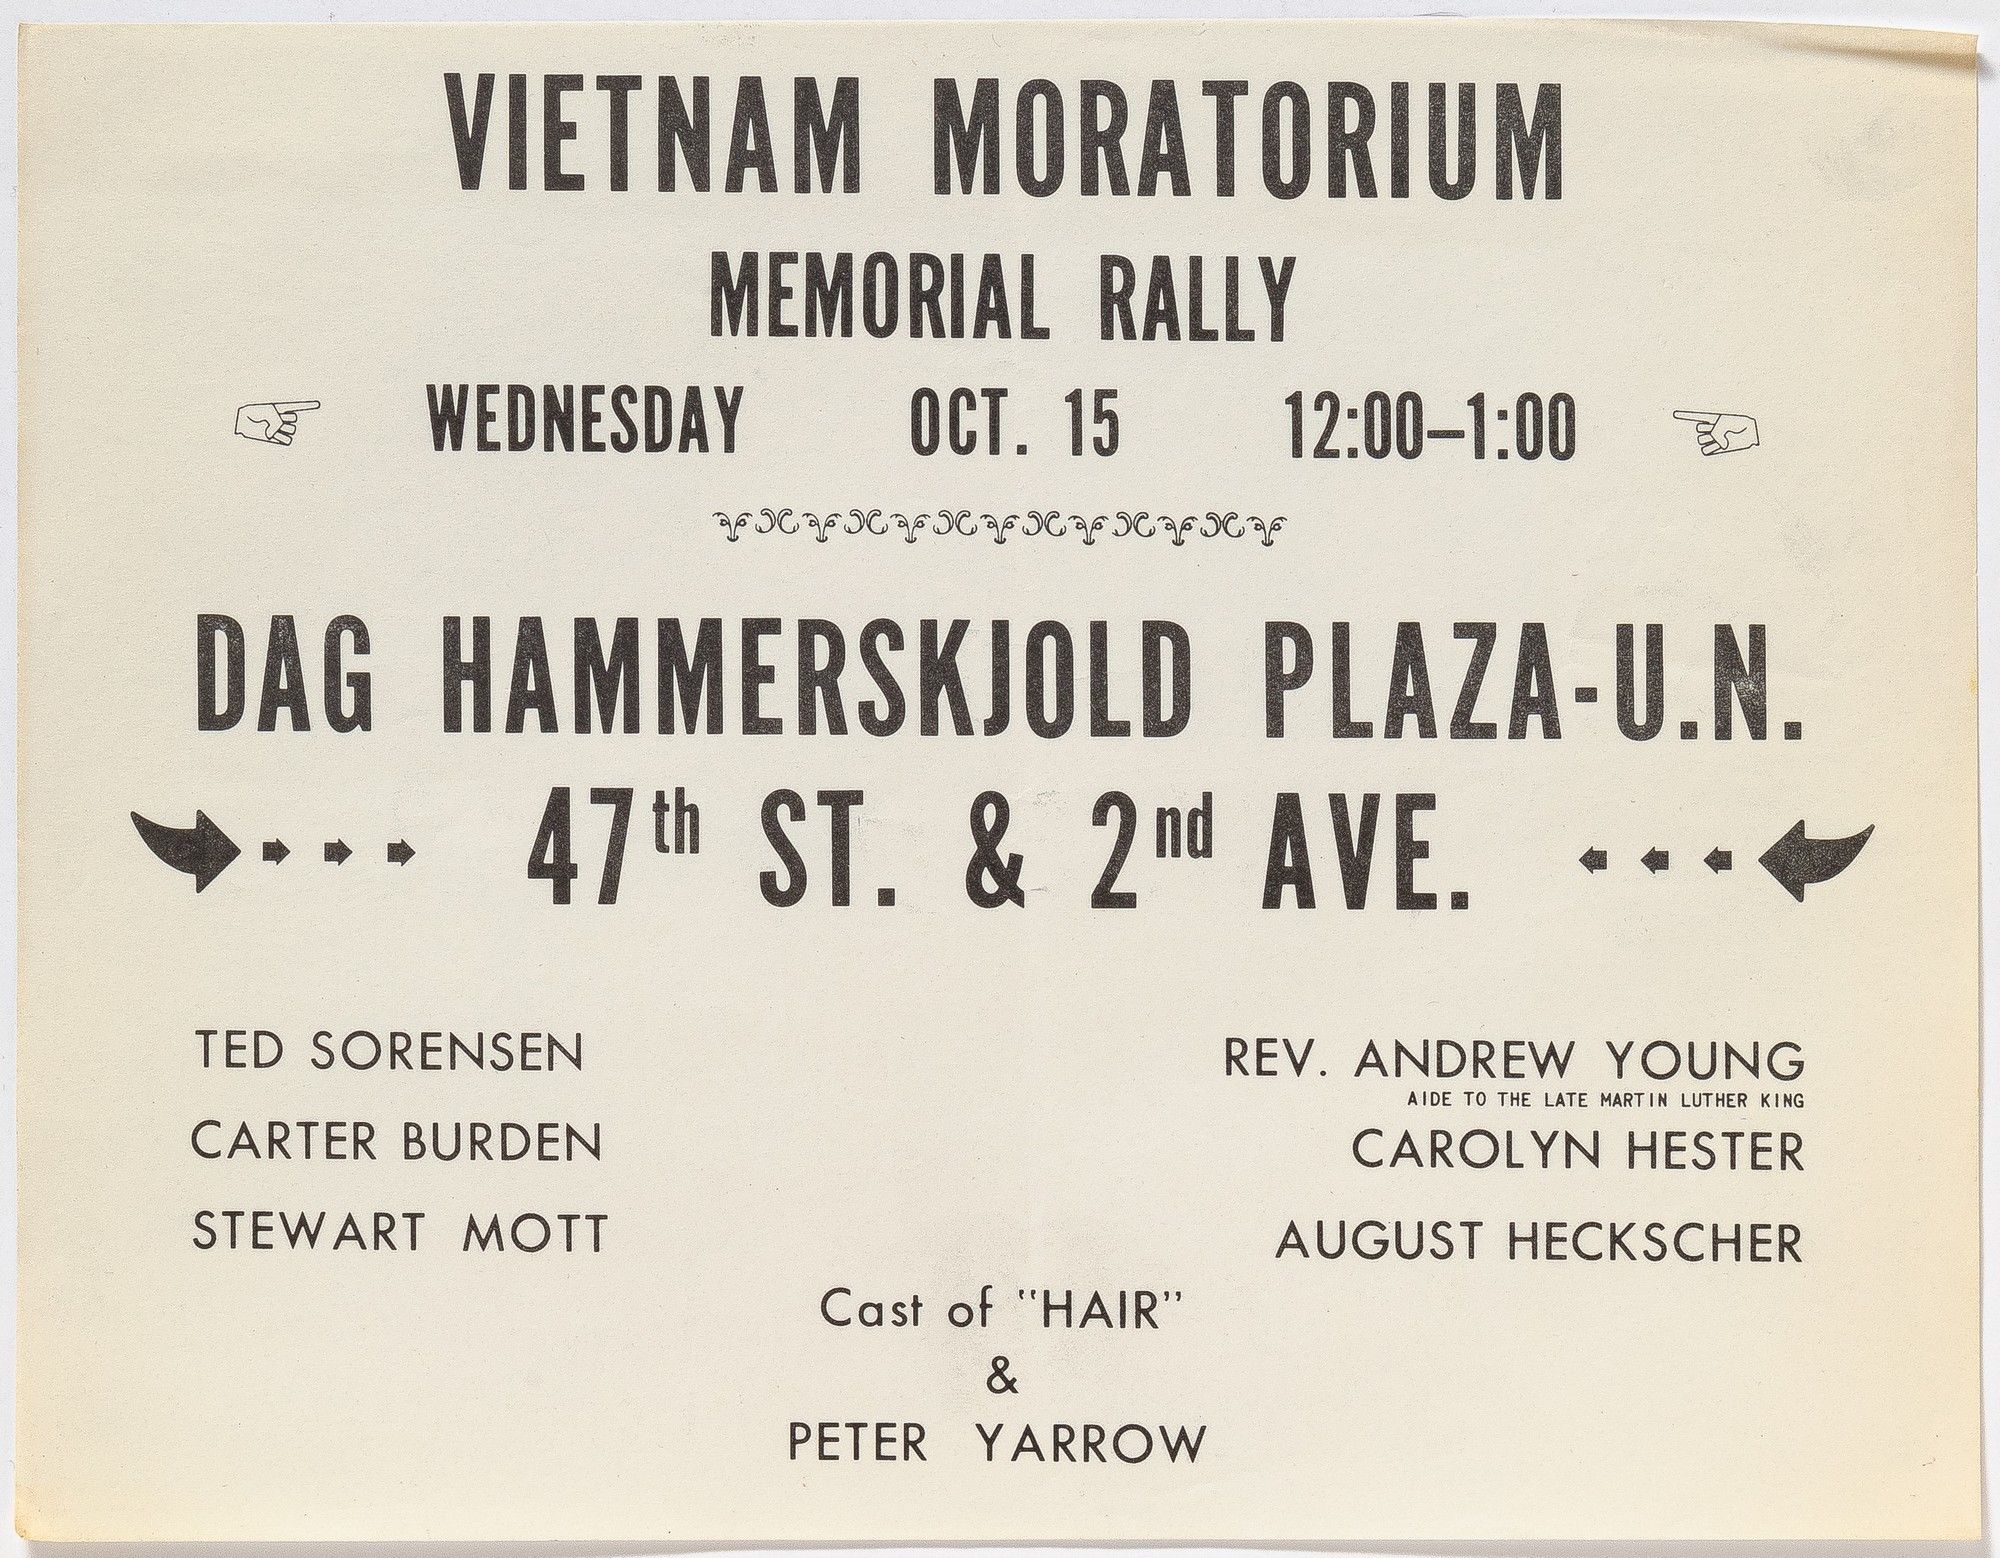 VIETNAM MORATORIUM
MEMORIAL RALLY
WEDNESDAY OCT. 15 12:00–1:00
DAG HAMMERSKJOLD PLAZA-U.N.
47th ST. & 2nd AVE.
TED SORENSEN
CARTER BURDEN
STEWART MOTT
REV. ANDREW YOUNG
AIDE TO THE LATE MARTIN LUTHER KING
CAROLYN HESTER
AUGUST HECKSCHER
Cast of "HAIR"
&
PETER YARROW